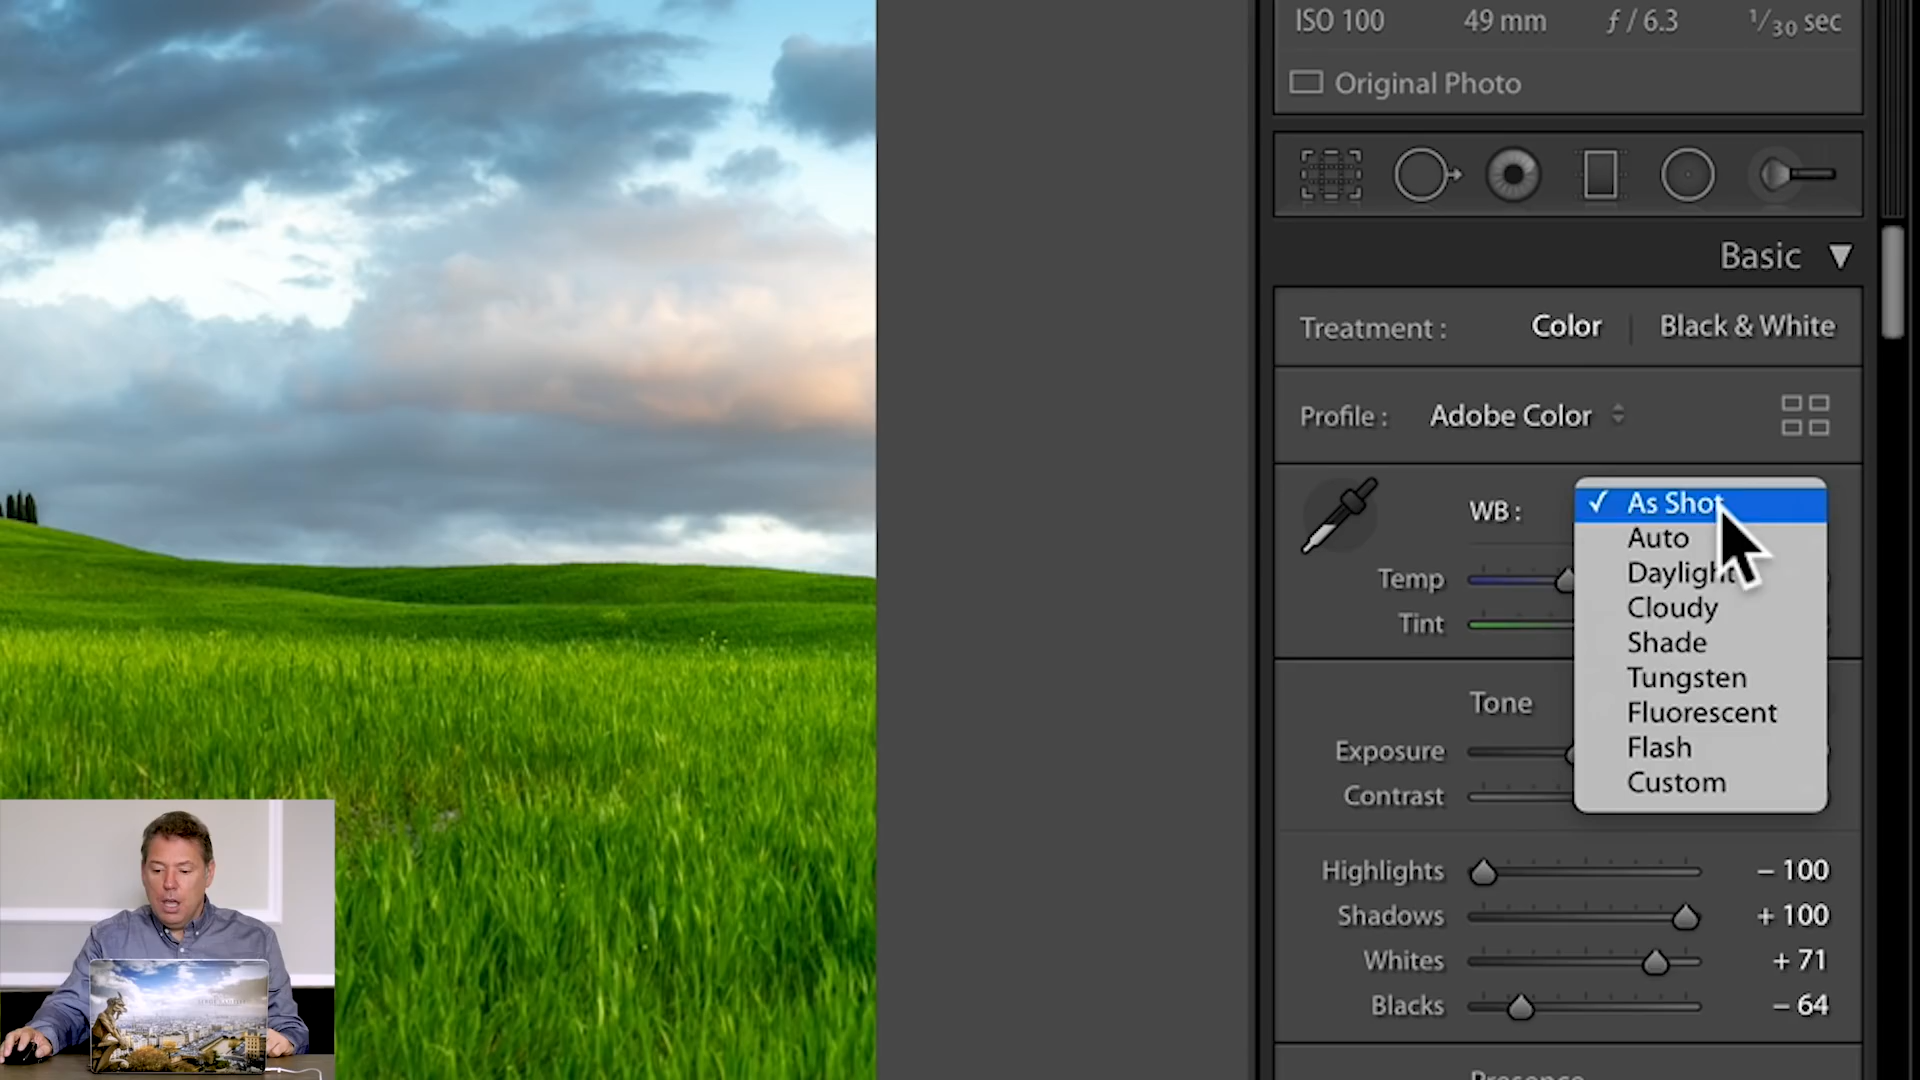 ISO 100 49 mm ƒ / 6.3 1/30 sec
Original Photo
Basic ▼
Treatment : Color | Black & White
Profile : Adobe Color
WB :
✓ As Shot
Auto
Daylight
Cloudy
Shade
Tungsten
Fluorescent
Flash
Custom
Temp
Tint
Tone
Exposure
Contrast
Highlights – 100
Shadows + 100
Whites + 71
Blacks – 64
Presence